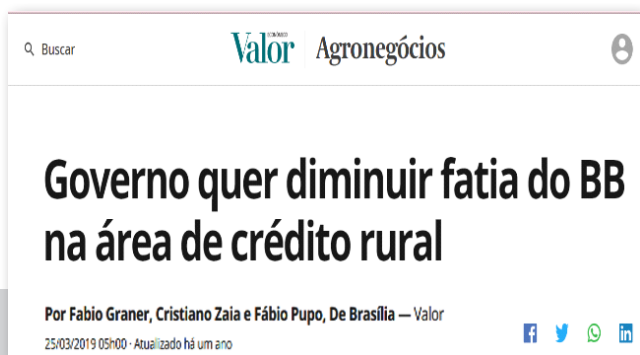 Buscar
ECONÔMICO
Valor Agronegócios
Governo quer diminuir fatia do BB
na área de crédito rural
Por Fabio Graner, Cristiano Zaia e Fábio Pupo, De Brasília — Valor
25/03/2019 05h00 · Atualizado há um ano